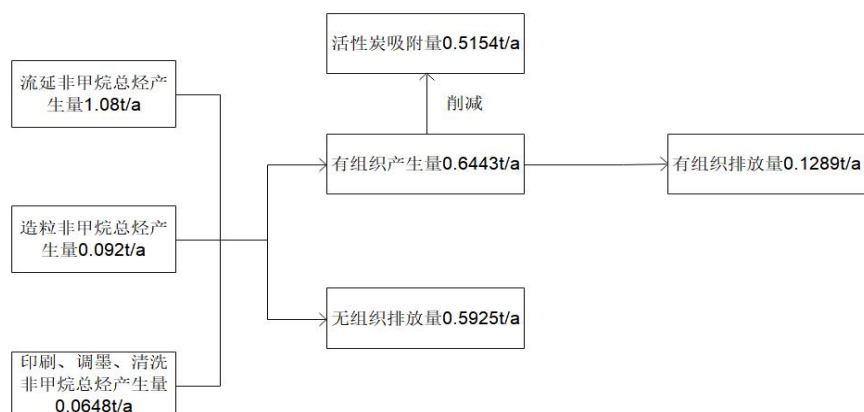 活性炭吸附量0.5154t/a
流延非甲烷总烃产
生量1.08t/a
削减
有组织产生量0.6443t/a
有组织排放量0.1289t/a
造粒非甲烷总烃产
生量0.092t/a
无组织排放量0.5925t/a
印刷、调墨、清洗
非甲烷总烃产生量
0.0648t/a